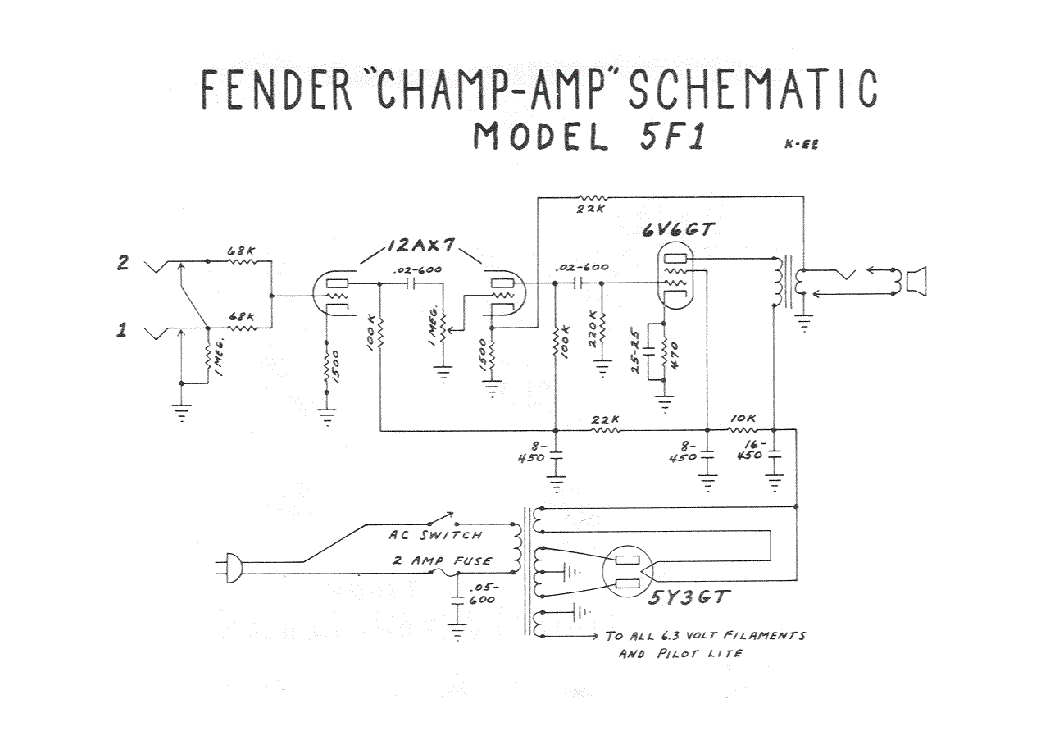 FENDER "CHAMP-AMP" SCHEMATIC
MODEL 5F1
22K
6V6GT
12AX7
2
68K
.02-600
.02-600
1
68K
1 MEG.
1500
100K
1 MEG.
1500
100K
220K
25-25
470
22K
10K
8-
450
8-
450
16-
450
AC SWITCH
2 AMP FUSE
.05-
600
5Y3GT
TO ALL 6.3 VOLT FILAMENTS
AND PILOT LITE